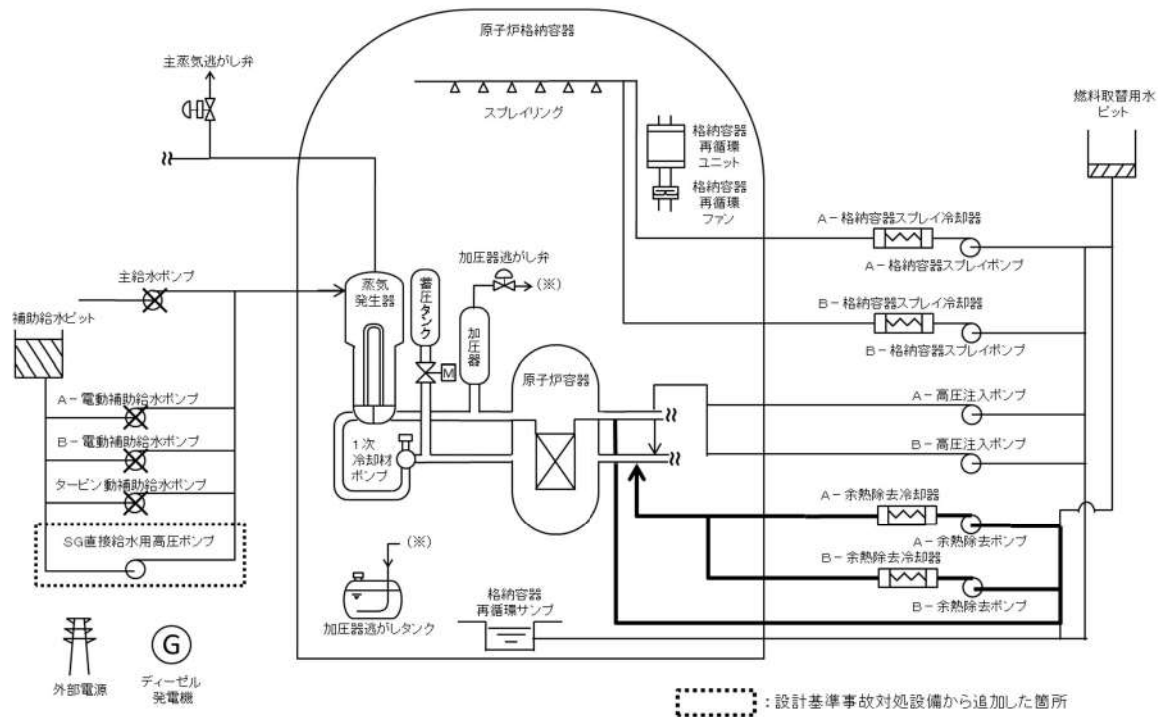 原子炉格納容器
主蒸気逃がし弁
スプレイリング
格納容器
再循環
ユニット
格納容器
再循環
ファン
燃料取替用水
ピット
A-格納容器スプレイ冷却器
A-格納容器スプレイポンプ
B-格納容器スプレイ冷却器
B-格納容器スプレイポンプ
加圧器逃がし弁
(※)
主給水ポンプ
蒸気
発生器
蓄圧タンク
加圧器
M
原子炉容器
補助給水ピット
A-電動補助給水ポンプ
B-電動補助給水ポンプ
タービン動補助給水ポンプ
SG直接給水用高圧ポンプ
1次
冷却材
ポンプ
A-高圧注入ポンプ
B-高圧注入ポンプ
A-余熱除去冷却器
A-余熱除去ポンプ
B-余熱除去冷却器
B-余熱除去ポンプ
(※)
加圧器逃がしタンク
格納容器
再循環サンプ
外部電源
G
ディーゼル
発電機
:設計基準事故対処設備から追加した箇所